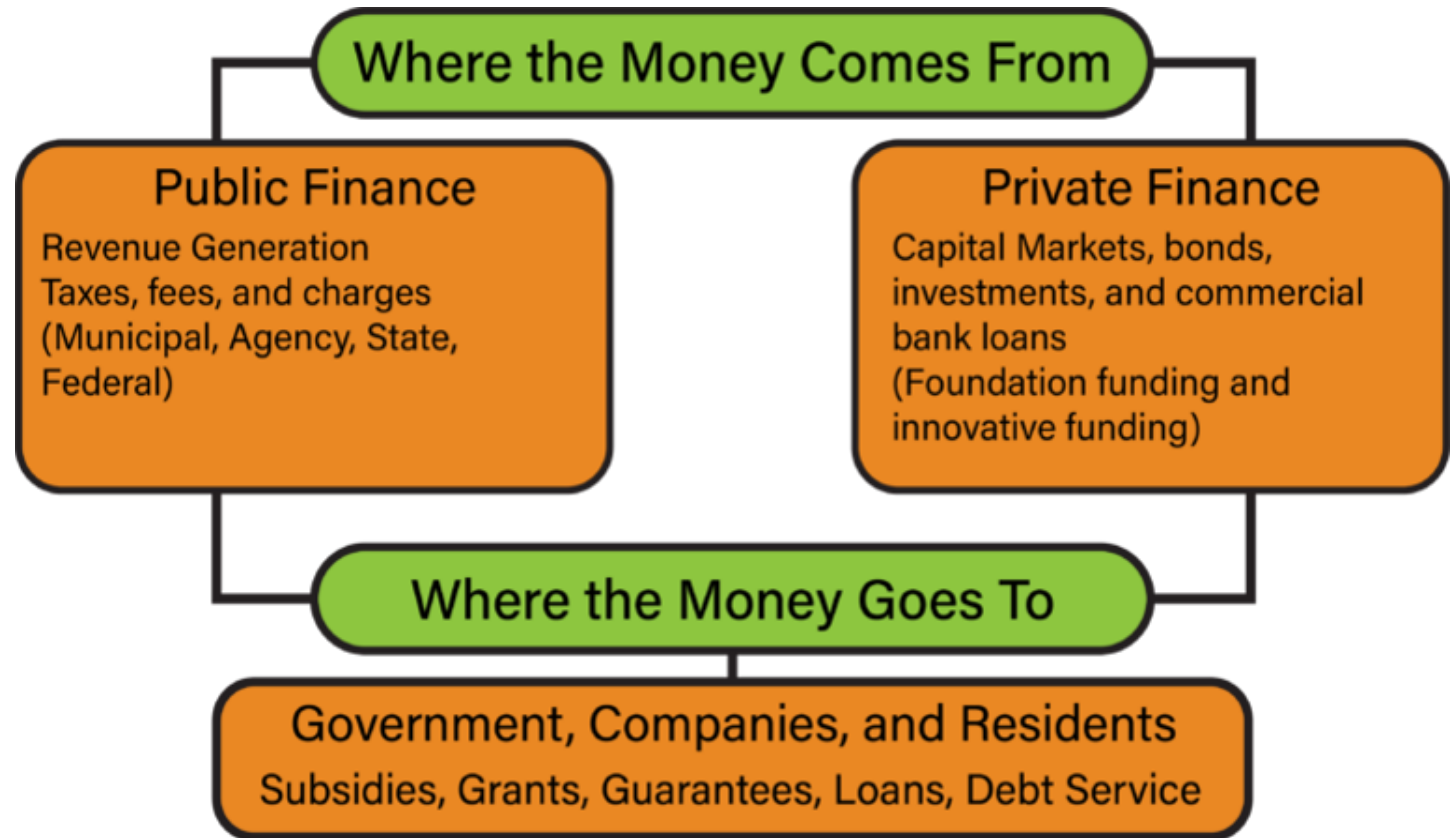 Where the Money Comes From
Public Finance
Revenue Generation
Taxes, fees, and charges
(Municipal, Agency, State,
Federal)
Private Finance
Capital Markets, bonds,
investments, and commercial
bank loans
(Foundation funding and
innovative funding)
Where the Money Goes To
Government, Companies, and Residents
Subsidies, Grants, Guarantees, Loans, Debt Service